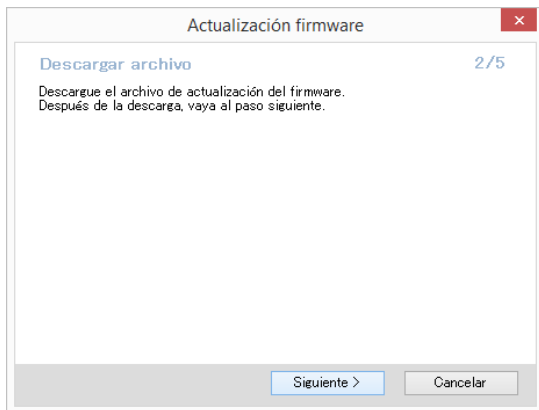 Actualización firmware
Descargar archivo 2/5
Descargue el archivo de actualización del firmware.
Después de la descarga, vaya al paso siguiente.
Siguiente > Cancelar